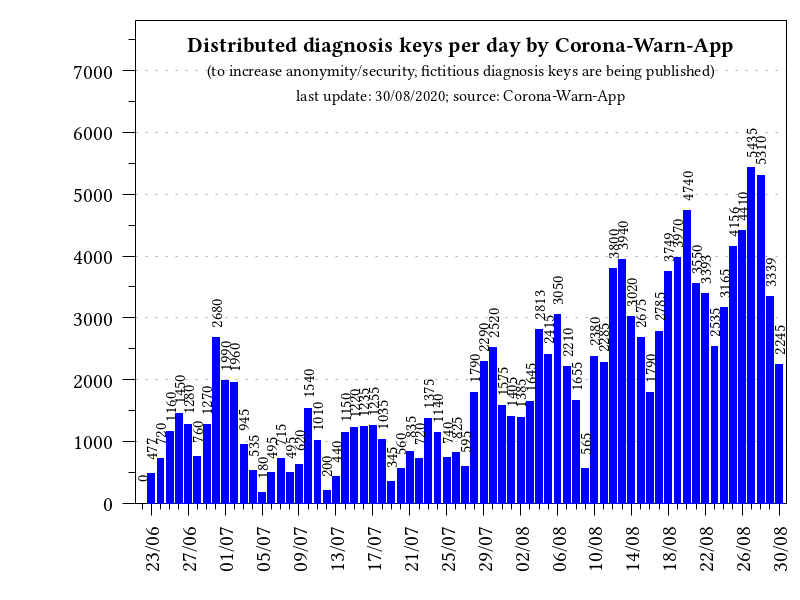 Distributed diagnosis keys per day by Corona-Warn-App
(to increase anonymity/security, fictitious diagnosis keys are being published)
last update: 30/08/2020; source: Corona-Warn-App
7000
6000
5000
4000
3000
2000
1000
0
0 477 720 1160 1450 1280 760 1270 2680 1990 1960 945 535 180 495 715 495 620 1540 1010 200 440 1150 1220 1235 1255 1035 345 560 835 720 1375 1140 740 825 595 1790 2290 2520 1575 1405 1385 1645 2813 2415 3050 2210 1655 565 2380 2285 3800 3940 3020 2675 1790 2785 3749 3970 4740 3550 3393 2535 3165 4156 4410 5435 5310 3339 2245
23/06 27/06 01/07 05/07 09/07 13/07 17/07 21/07 25/07 29/07 02/08 06/08 10/08 14/08 18/08 22/08 26/08 30/08